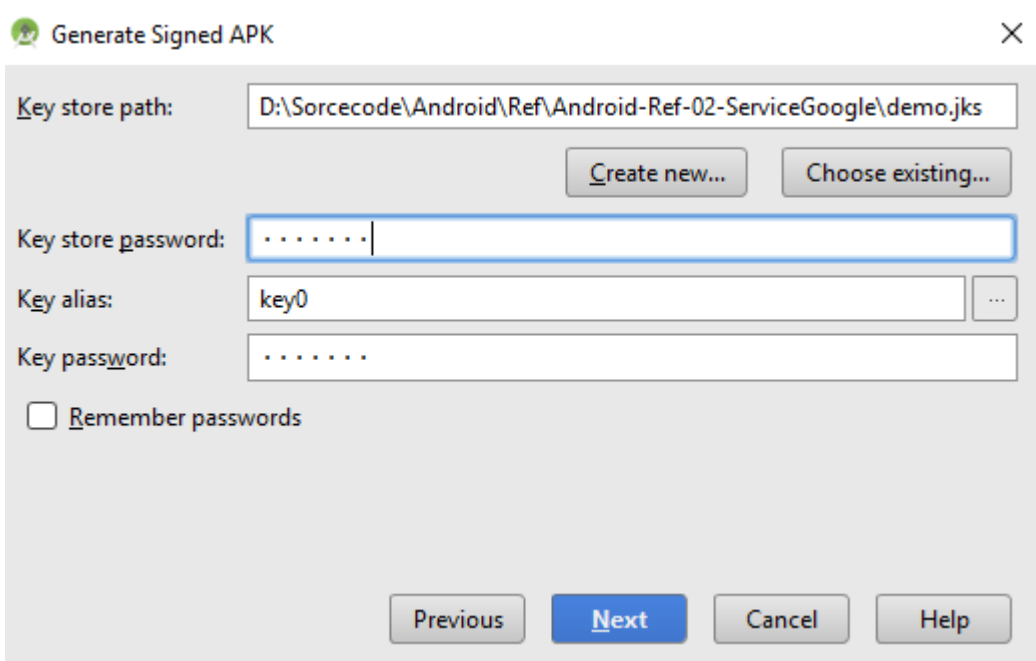 Generate Signed APK
Key store path: D:\Sorcecode\Android\Ref\Android-Ref-02-ServiceGoogle\demo.jks
Create new... Choose existing...
Key store password: ·······
Key alias: key0 ...
Key password: ·······
Remember passwords
Previous Next Cancel Help